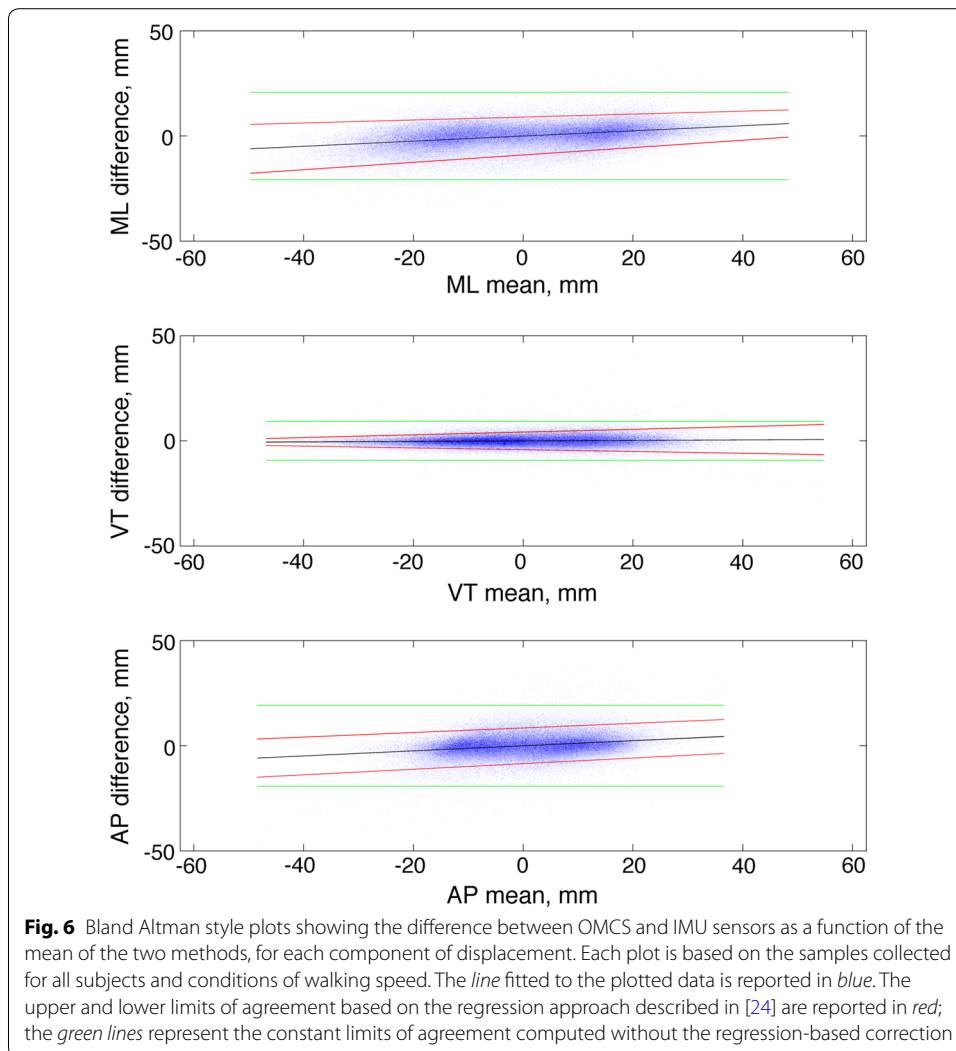 50
0
-50
ML difference, mm
-60 -40 -20 0 20 40 60
ML mean, mm
50
0
-50
VT difference, mm
-60 -40 -20 0 20 40 60
VT mean, mm
50
0
-50
AP difference, mm
-60 -40 -20 0 20 40 60
AP mean, mm
Fig. 6 Bland Altman style plots showing the difference between OMCS and IMU sensors as a function of the
mean of the two methods, for each component of displacement. Each plot is based on the samples collected
for all subjects and conditions of walking speed. The line fitted to the plotted data is reported in blue. The
upper and lower limits of agreement based on the regression approach described in [24] are reported in red;
the green lines represent the constant limits of agreement computed without the regression-based correction